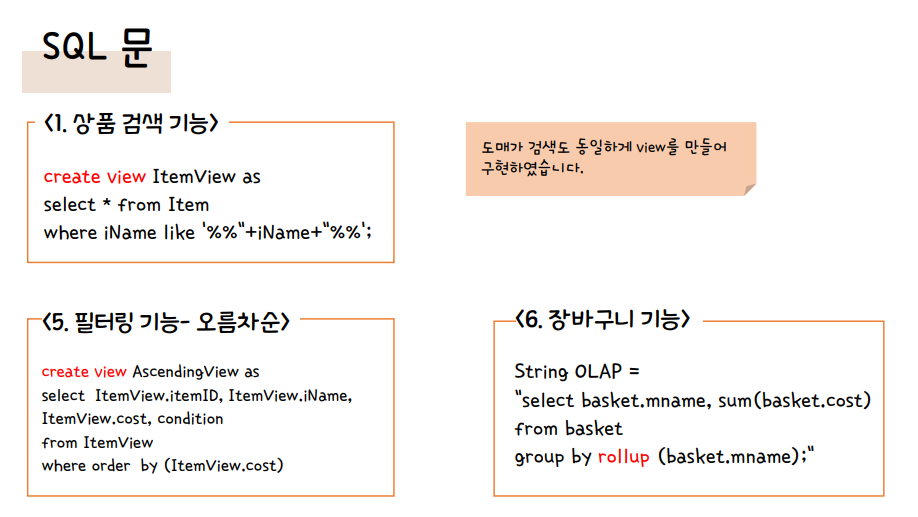 SQL 문
<1. 상품 검색 기능>
create view ItemView as
select * from Item
where iName like '%%"+iName+"%%';
도매가 검색도 동일하게 view를 만들어
구현하였습니다.
<5. 필터링 기능- 오름차순>
create view AscendingView as
select ItemView.itemID, ItemView.iName,
ItemView.cost, condition
from ItemView
where order by (ItemView.cost)
<6. 장바구니 기능>
String OLAP =
"select basket.mname, sum(basket.cost)
from basket
group by rollup (basket.mname);"